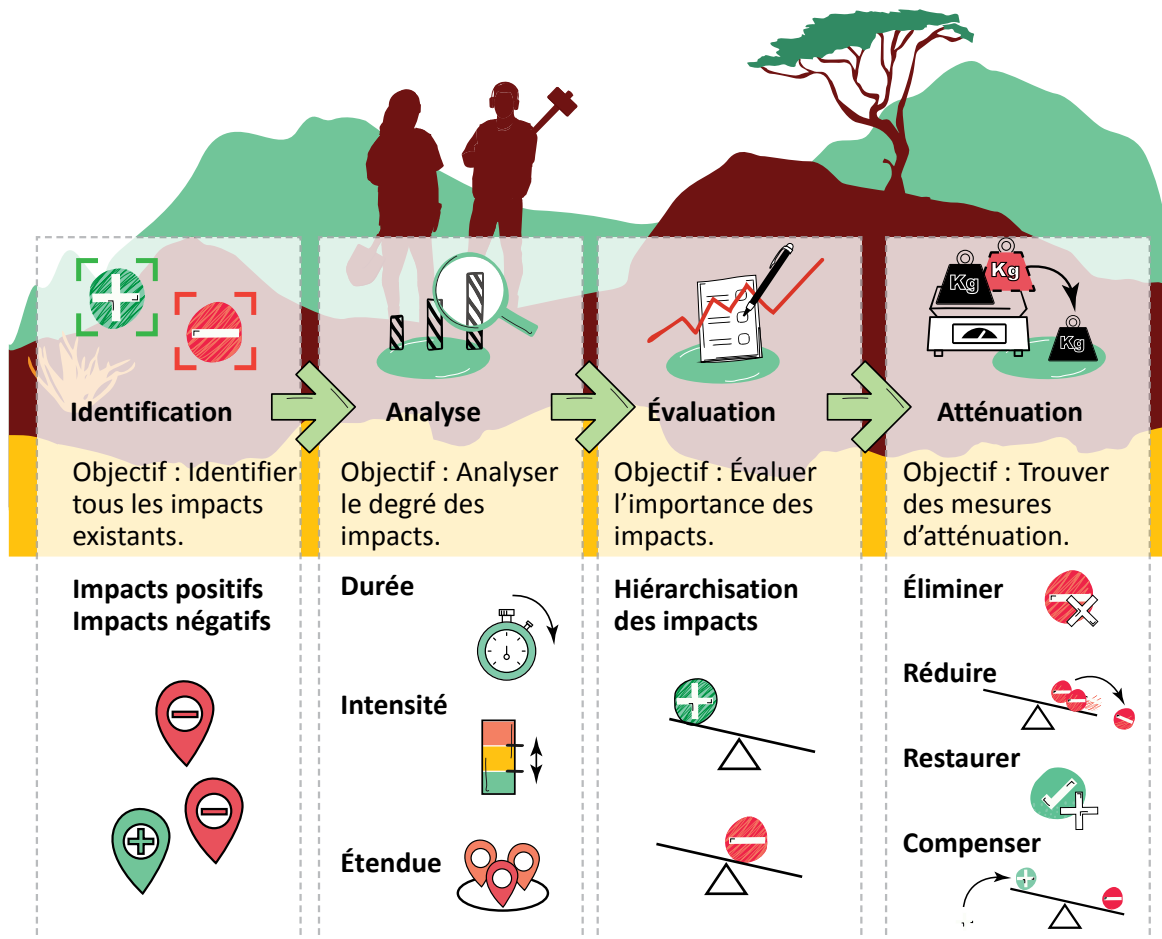 Kg
Kg
Kg
Identification
Objectif : Identifier
tous les impacts
existants.
Impacts positifs
Impacts négatifs
Analyse
Objectif : Analyser
le degré des
impacts.
Durée
Intensité
Étendue
Évaluation
Objectif : Évaluer
l’importance des
impacts.
Hiérarchisation
des impacts
Atténuation
Objectif : Trouver
des mesures
d’atténuation.
Éliminer
Réduire
Restaurer
Compenser